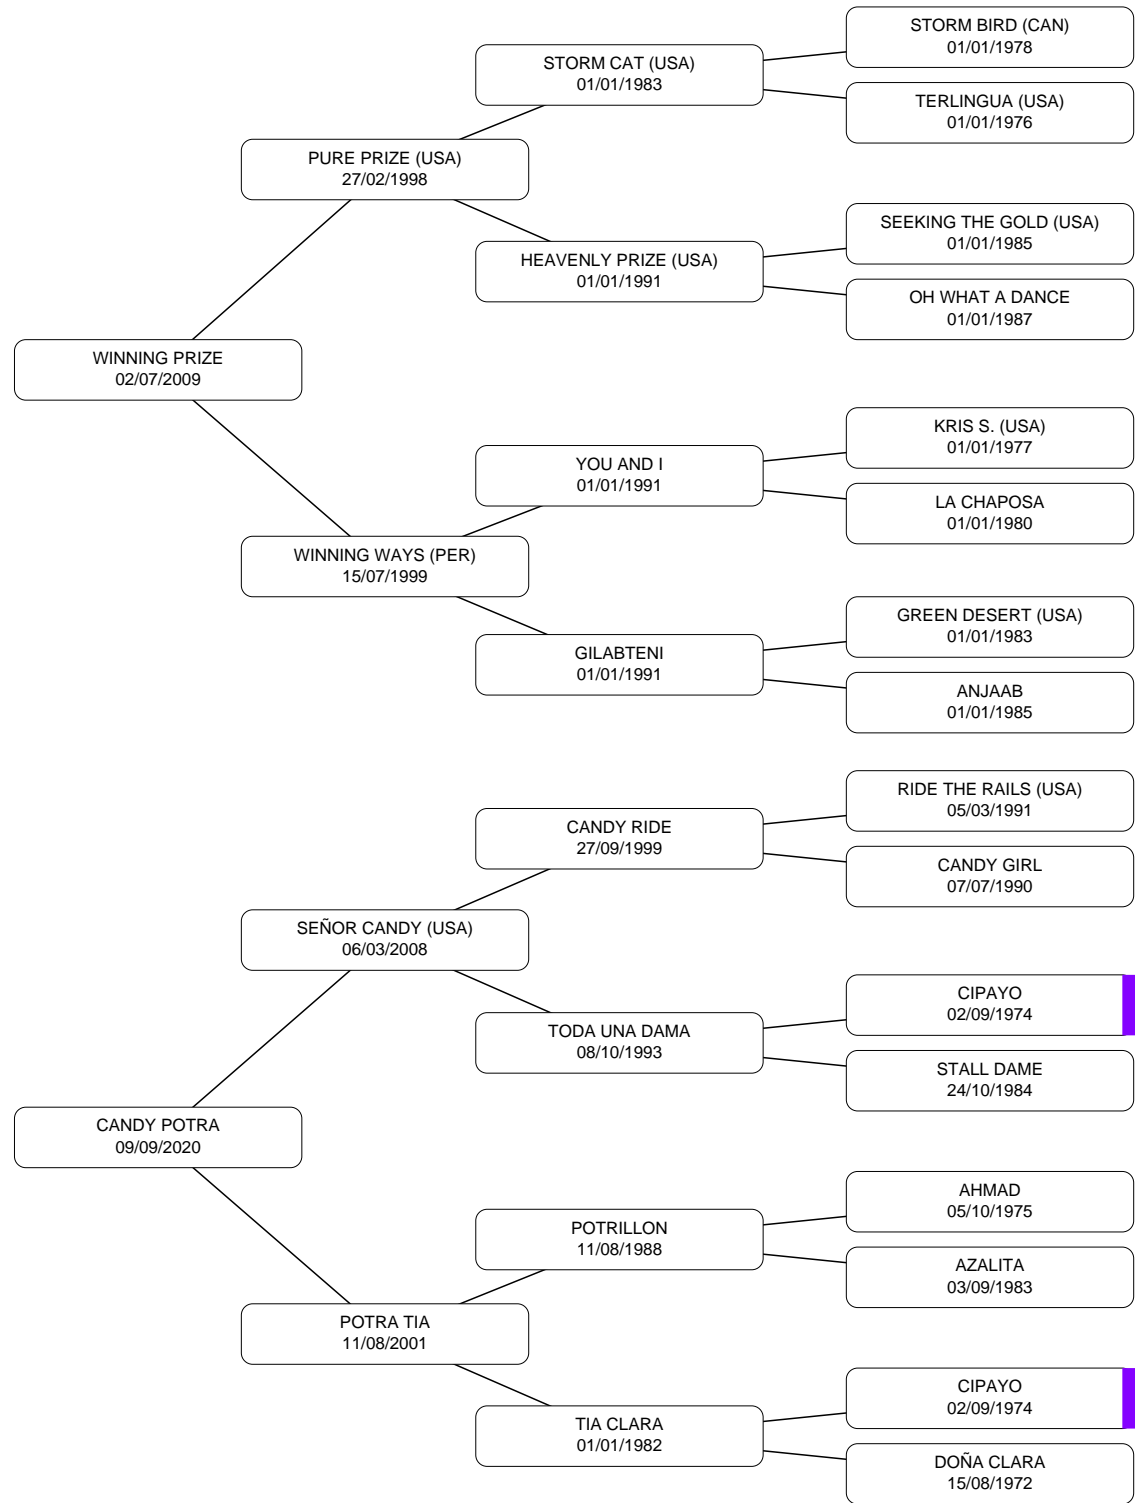 STORM BIRD (CAN)
01/01/1978
STORM CAT (USA)
01/01/1983
TERLINGUA (USA)
01/01/1976
PURE PRIZE (USA)
27/02/1998
SEEKING THE GOLD (USA)
01/01/1985
HEAVENLY PRIZE (USA)
01/01/1991
OH WHAT A DANCE
01/01/1987
WINNING PRIZE
02/07/2009
KRIS S. (USA)
01/01/1977
YOU AND I
01/01/1991
LA CHAPOSA
01/01/1980
WINNING WAYS (PER)
15/07/1999
GREEN DESERT (USA)
01/01/1983
GILABTENI
01/01/1991
ANJAAB
01/01/1985
RIDE THE RAILS (USA)
05/03/1991
CANDY RIDE
27/09/1999
CANDY GIRL
07/07/1990
SEÑOR CANDY (USA)
06/03/2008
CIPAYO
02/09/1974
TODA UNA DAMA
08/10/1993
STALL DAME
24/10/1984
CANDY POTRA
09/09/2020
AHMAD
05/10/1975
POTRILLON
11/08/1988
AZALITA
03/09/1983
POTRA TIA
11/08/2001
CIPAYO
02/09/1974
TIA CLARA
01/01/1982
DOÑA CLARA
15/08/1972